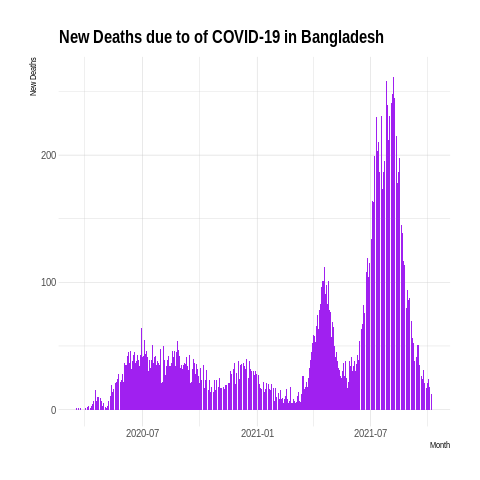 New Deaths due to of COVID-19 in Bangladesh
New Deaths
200
100
0
2020-07
2021-01
2021-07
Month